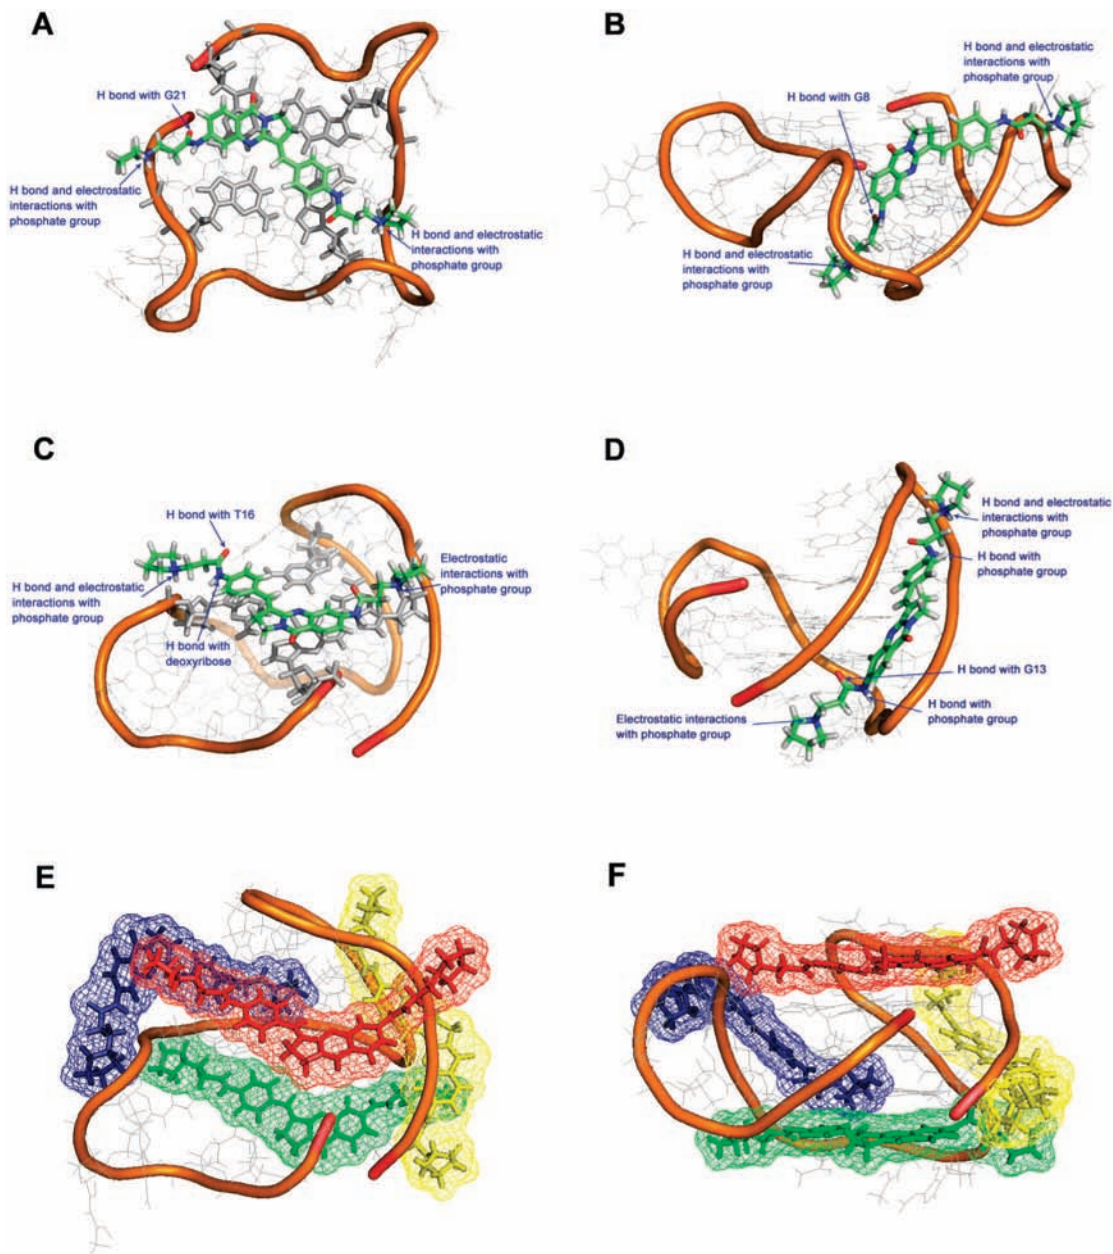 A
H bond with G21
H bond and electrostatic
interactions with
phosphate group
H bond and electrostatic
interactions with
phosphate group
B
H bond and electrostatic
interactions with
phosphate group
H bond with G8
H bond and electrostatic
interactions with
phosphate group
C
H bond with T16
H bond and electrostatic
interactions with
phosphate group
H bond with
deoxyribose
Electrostatic
interactions with
phosphate group
D
H bond and electrostatic
interactions with
phosphate group
H bond with
phosphate group
H bond with G13
H bond with
phosphate group
Electrostatic interactions
with phosphate group
E
F